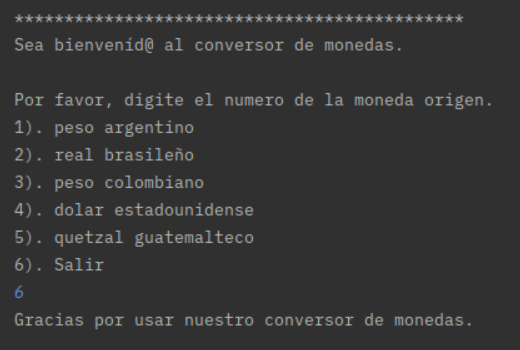 *********************************************
Sea bienveníd@ al conversor de monedas.
Por favor, digite el numero de la moneda origen.
1). peso argentino
2). real brasileño
3). peso colombiano
4). dolar estadounidense
5). quetzal guatemalteco
6). Salir
6
Gracias por usar nuestro conversor de monedas.